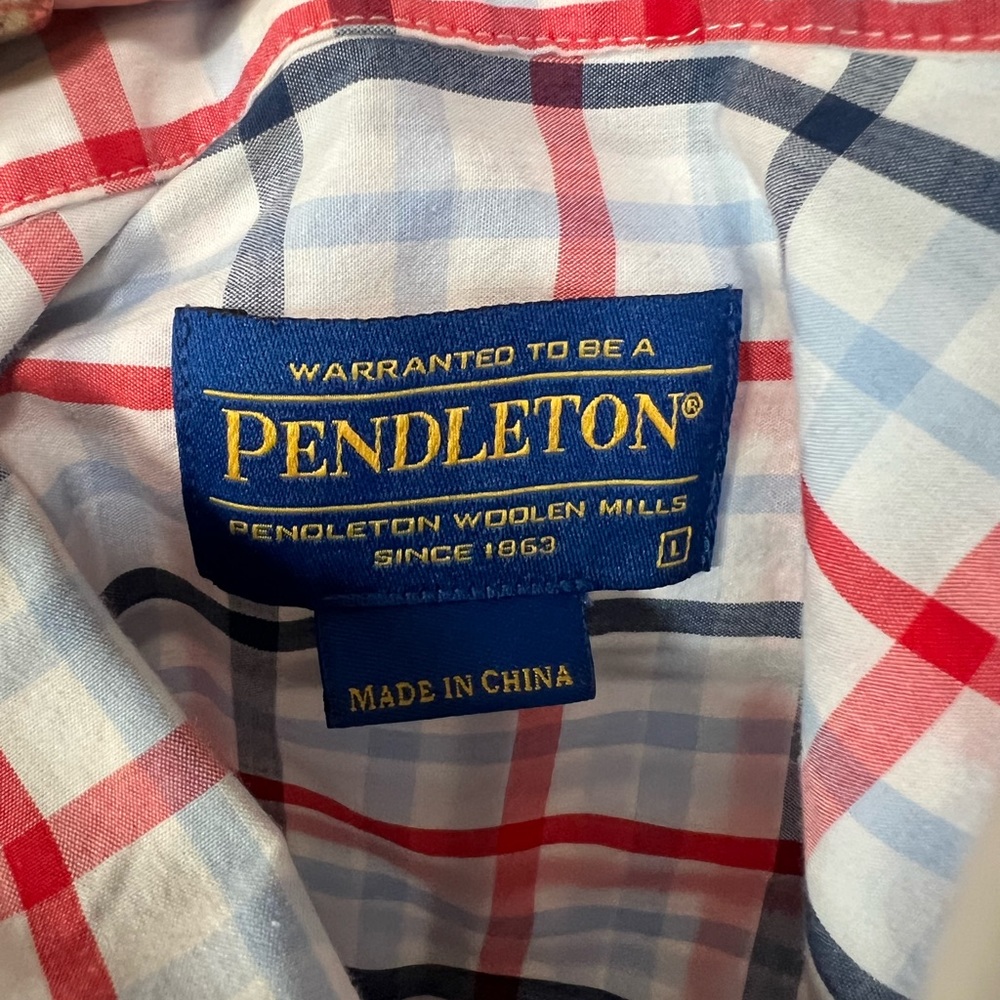 WARRANTED TO BE A
PENDLETON®
PENDLETON WOOLEN MILLS
SINCE 1863
L
MADE IN CHINA